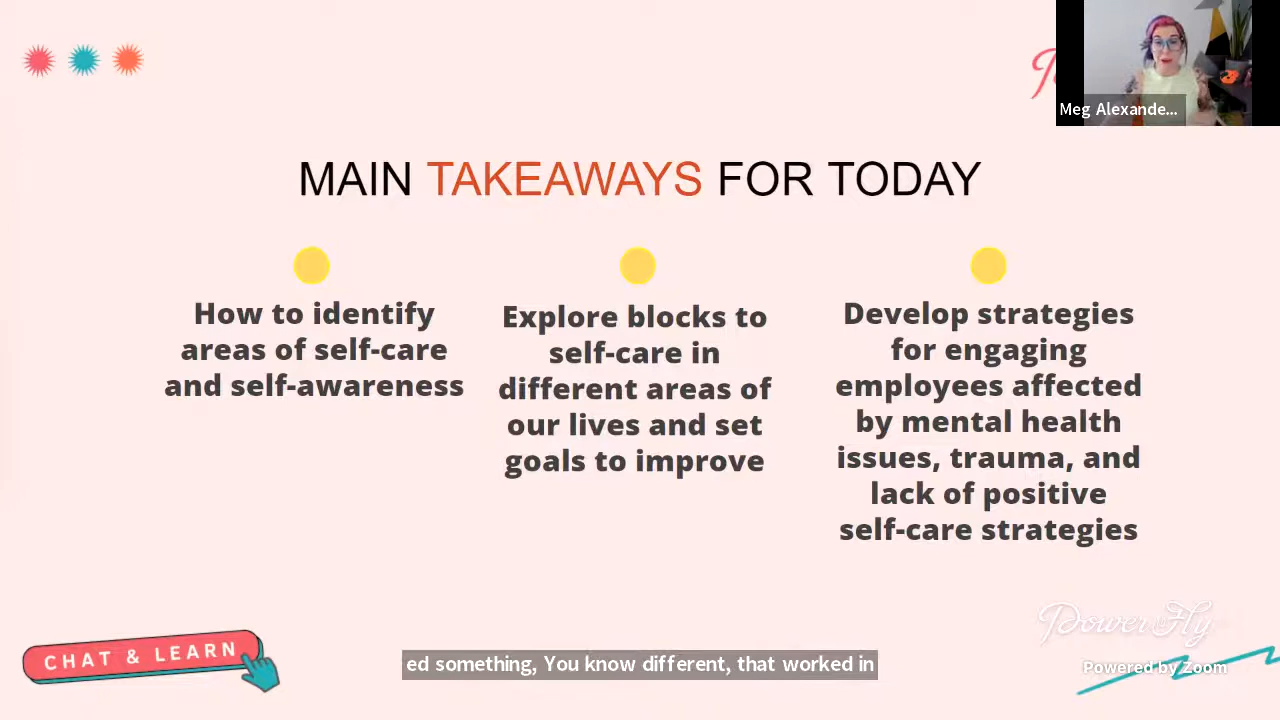 Meg Alexande...
MAIN TAKEAWAYS FOR TODAY
How to identify
areas of self-care
and self-awareness
Explore blocks to
self-care in
different areas of
our lives and set
goals to improve
Develop strategies
for engaging
employees affected
by mental health
issues, trauma, and
lack of positive
self-care strategies
CHAT & LEARN
ed something, You know different, that worked in
Power to Fly
Powered by Zoom